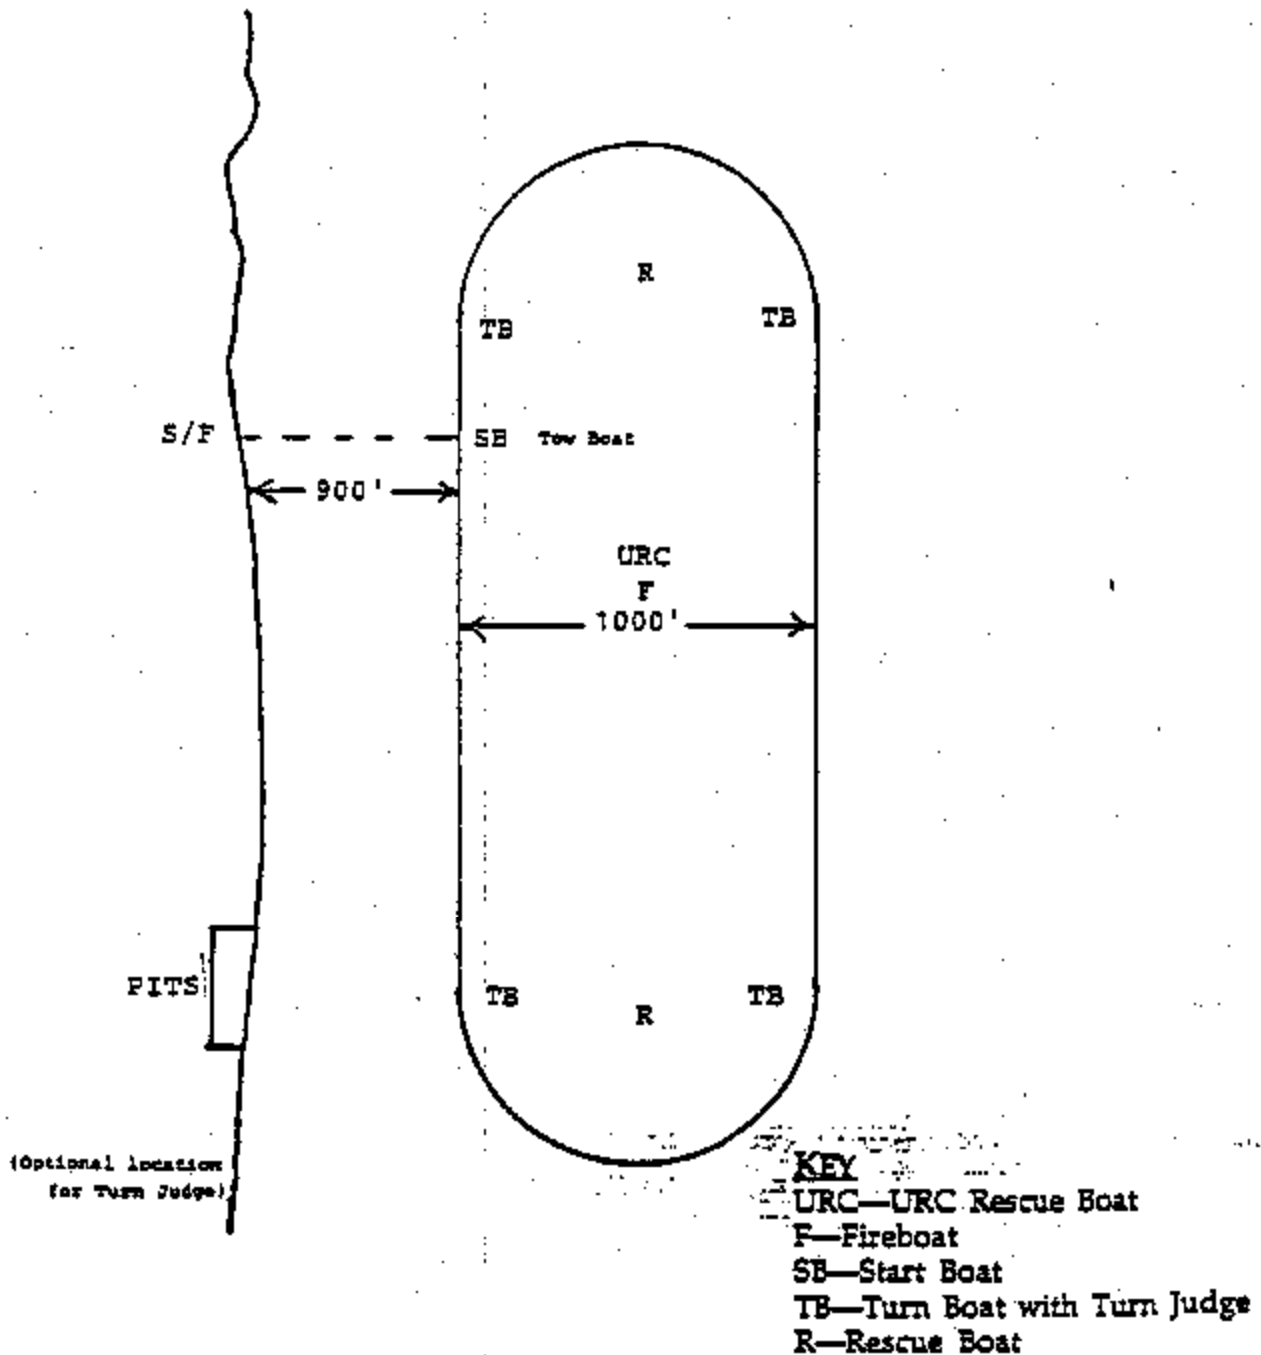 R
TB
TB
S/F
SB Tow Boat
900'
URC
F
1000'
PITS
TB
TB
R
(Optional location
for Turn Judge)
KEY
URC—URC Rescue Boat
F—Fireboat
SB—Start Boat
TB—Turn Boat with Turn Judge
R—Rescue Boat